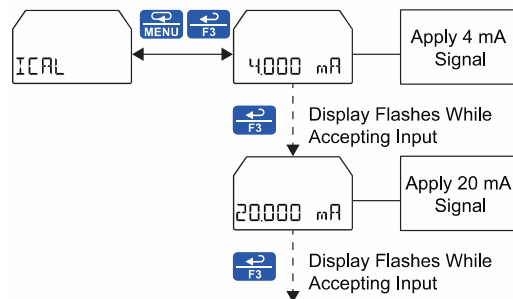 MENU
F3
ICAL
4.000 mA
Apply 4 mA
Signal
F3
Display Flashes While
Accepting Input
20.000 mA
Apply 20 mA
Signal
F3
Display Flashes While
Accepting Input